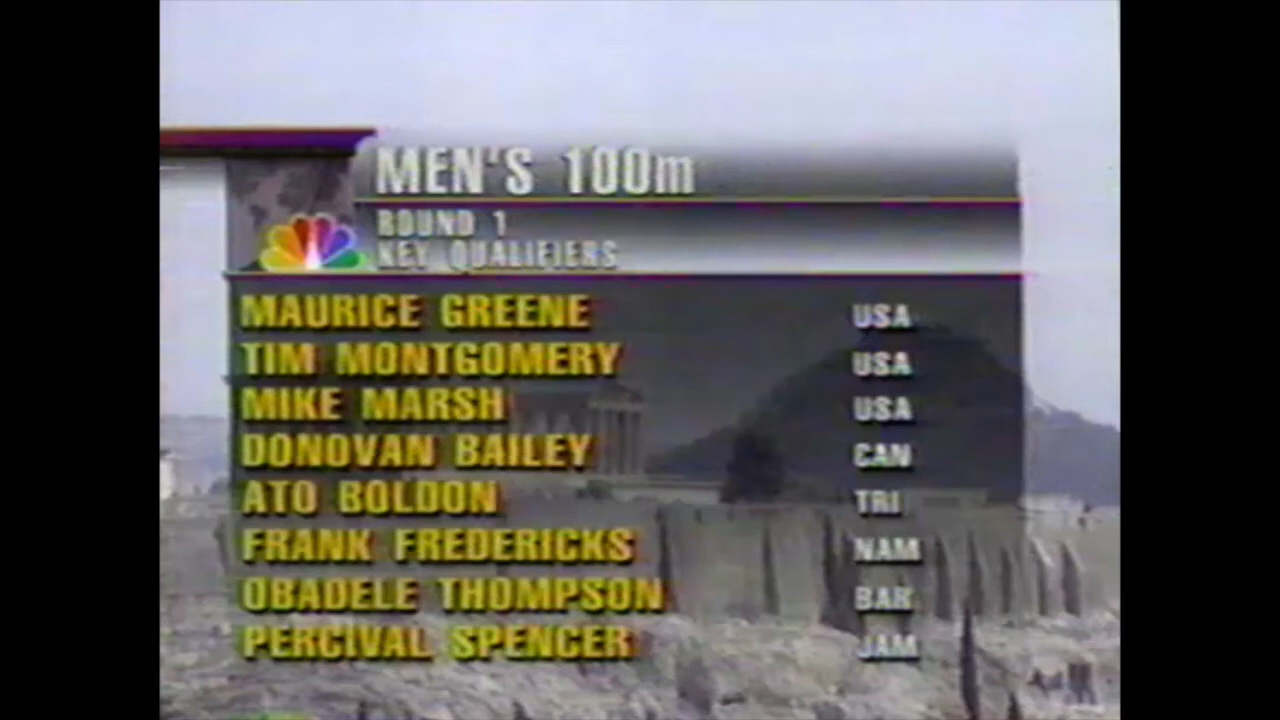 MEN'S 100m
ROUND 1
KEY QUALIFIERS
MAURICE GREENE USA
TIM MONTGOMERY USA
MIKE MARSH USA
DONOVAN BAILEY CAN
ATO BOLDON TRI
FRANK FREDERICKS NAM
OBADELE THOMPSON BAR
PERCIVAL SPENCER JAM